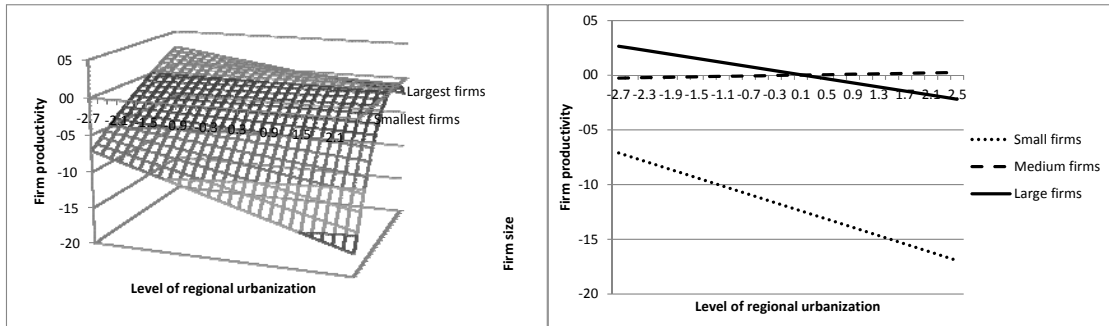 05
00
-05
-10
-15
-20
Firm productivity
-2.7 -2.1 -1.5 -0.9 -0.3 0.3 0.9 1.5 2.1
Largest firms
Smallest firms
Firm size
Level of regional urbanization
05
00
-05
-10
-15
-20
Firm productivity
-2.7 -2.3 -1.9 -1.5 -1.1 -0.7 -0.3 0.1 0.5 0.9 1.3 1.7 2.1 2.5
Small firms
Medium firms
Large firms
Level of regional urbanization